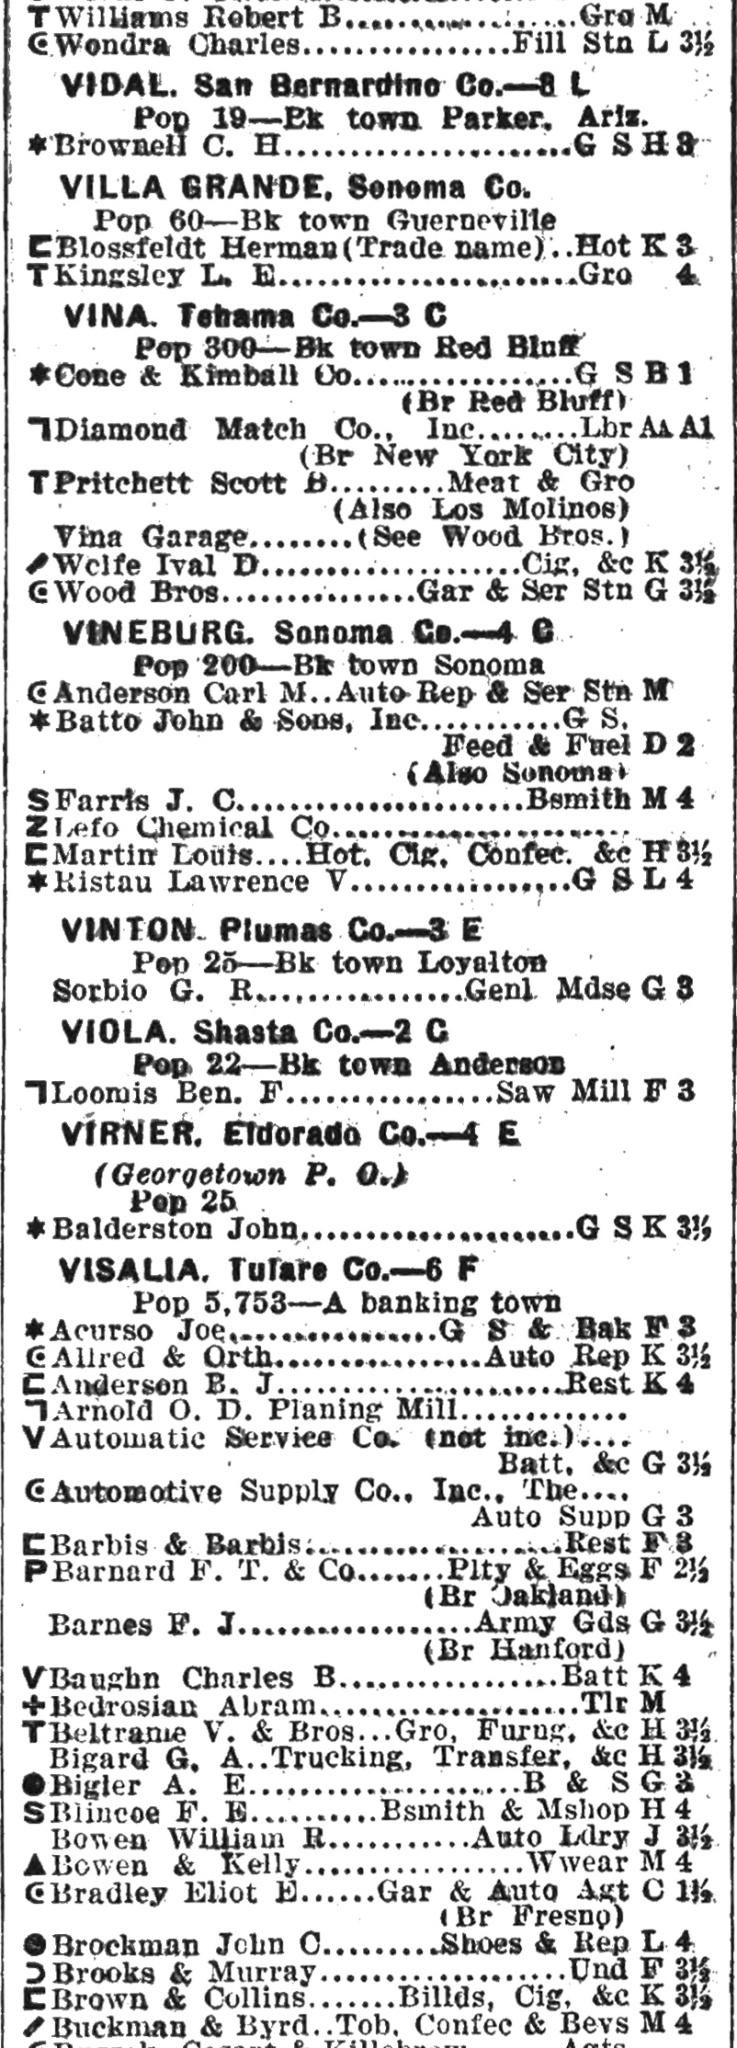 T Williams Robert B..................Gro M
C Wondra Charles...............Fill Stn L 3½
VIDAL. San Bernardino Co.—8 L
Pop 19—Bk town Parker, Ariz.
* Brownell C. H.....................G S H 3
VILLA GRANDE, Sonoma Co.
Pop 60—Bk town Guerneville
⊏ Blossfeldt Herman (Trade name)..Hot K 3
T Kingsley L. E......................Gro 4
VINA. Tehama Co.—3 C
Pop 300—Bk town Red Bluff
* Cone & Kimball Co................G S B 1
(Br Red Bluff)
ㄱ Diamond Match Co., Inc........Lbr Aa A1
(Br New York City)
T Pritchett Scott B.........Meat & Gro
(Also Los Molinos)
Vina Garage........(See Wood Bros.)
/ Wolfe Ival D....................Cig, &c K 3½
C Wood Bros...............Gar & Ser Stn G 3½
VINEBURG. Sonoma Co.—4 C
Pop 200—Bk town Sonoma
C Anderson Carl M..Auto Rep & Ser Stn M
* Batto John & Sons, Inc...........G S,
Feed & Fuel D 2
(Also Sonoma)
S Farris J. C......................Bsmith M 4
Z Lefo Chemical Co.......................
⊏ Martin Louis....Hot, Cig, Confec, &c H 3½
* Ristau Lawrence V.................G S L 4
VINTON. Plumas Co.—3 E
Pop 25—Bk town Loyalton
Sorbio G. R................Genl Mdse G 3
VIOLA. Shasta Co.—2 C
Pop 22—Bk town Anderson
ㄱ Loomis Ben. F................Saw Mill F 3
VIRNER. Eldorado Co.—4 E
(Georgetown P. O.)
Pop 25
* Balderston John......................G S K 3½
VISALIA. Tulare Co.—6 F
Pop 5,753—A banking town
* Acurso Joe.................G S & Bak F 3
C Allred & Orth.................Auto Rep K 3½
⊏ Anderson B. J......................Rest K 4
ㄱ Arnold O. D. Planing Mill.............
V Automatic Service Co. (not inc.)....
Batt, &c G 3½
C Automotive Supply Co., Inc., The....
Auto Supp G 3
⊏ Barbis & Barbis....................Rest F 3
P Barnard F. T. & Co.......Plty & Eggs F 2½
(Br Oakland)
Barnes F. J...................Army Gds G 3½
(Br Hanford)
V Baughn Charles B.................Batt K 4
+ Bedrosian Abram....................Tlr M
T Beltrame V. & Bros...Gro, Furng, &c H 3½
Bigard G. A..Trucking, Transfer, &c H 3½
● Bigler A. E......................B & S G 3
S Blincoe F. E..........Bsmith & Mshop H 4
Bowen William R...........Auto Ldry J 3½
▲ Bowen & Kelly.................Wwear M 4
C Bradley Eliot E......Gar & Auto Agt C 1½
(Br Fresno)
● Brockman John C.........Shoes & Rep L 4
⊃ Brooks & Murray...................Und F 3½
⊏ Brown & Collins.......Billds, Cig, &c K 3½
/ Buckman & Byrd..Tob, Confec & Bevs M 4